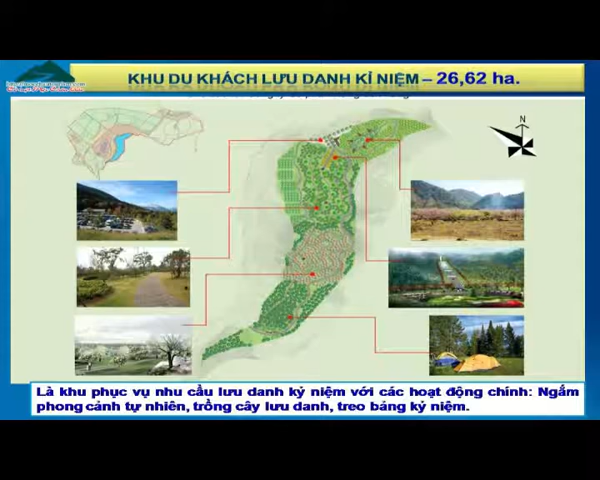 KHU DU KHÁCH LƯU DANH KỈ NIỆM – 26,62 ha.
N
Là khu phục vụ nhu cầu lưu danh kỷ niệm với các hoạt động chính: Ngắm
phong cảnh tự nhiên, trồng cây lưu danh, treo bảng kỷ niệm.